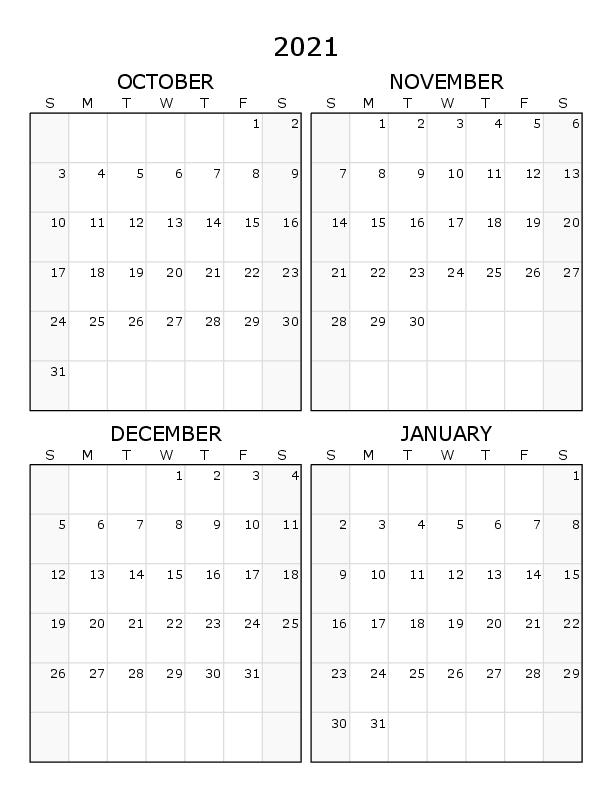 2021
OCTOBER
S M T W T F S
1 2
3 4 5 6 7 8 9
10 11 12 13 14 15 16
17 18 19 20 21 22 23
24 25 26 27 28 29 30
31
NOVEMBER
S M T W T F S
1 2 3 4 5 6
7 8 9 10 11 12 13
14 15 16 17 18 19 20
21 22 23 24 25 26 27
28 29 30
DECEMBER
S M T W T F S
1 2 3 4
5 6 7 8 9 10 11
12 13 14 15 16 17 18
19 20 21 22 23 24 25
26 27 28 29 30 31
JANUARY
S M T W T F S
1
2 3 4 5 6 7 8
9 10 11 12 13 14 15
16 17 18 19 20 21 22
23 24 25 26 27 28 29
30 31